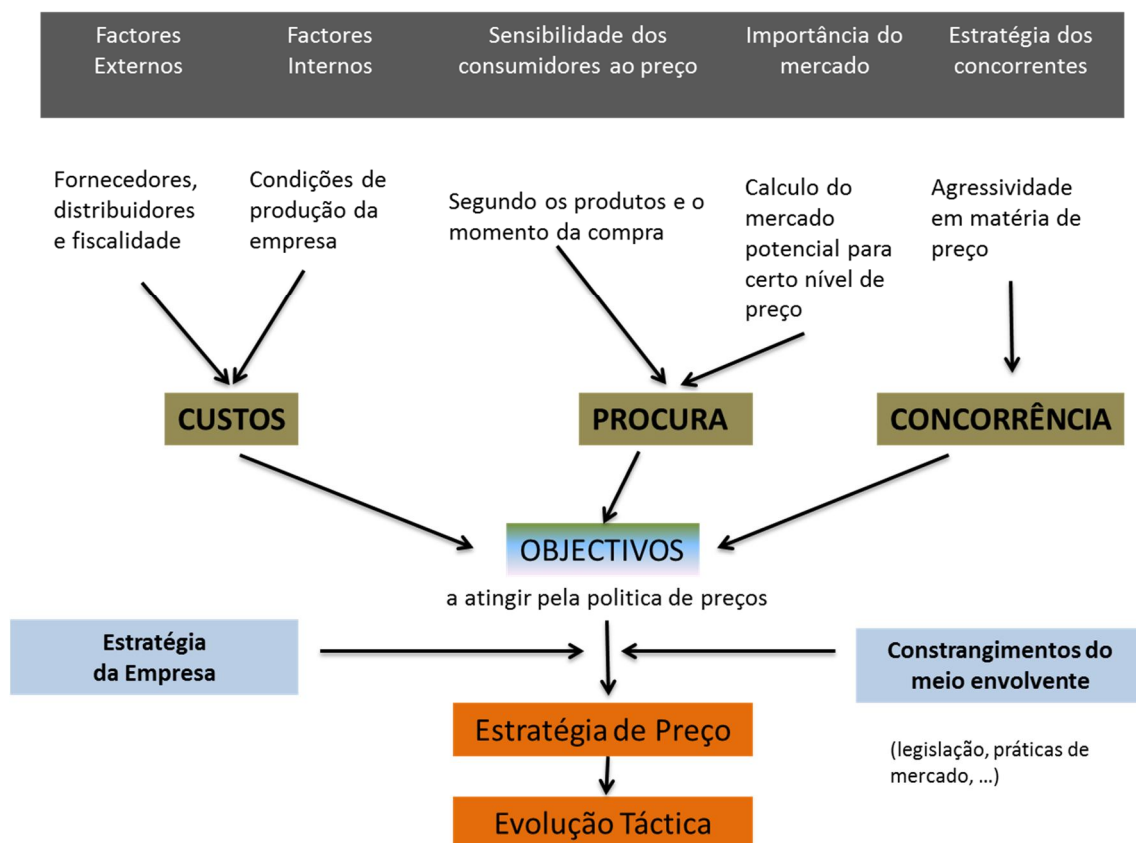 Factores
Externos
Factores
Internos
Sensibilidade dos
consumidores ao preço
Importância do
mercado
Estratégia dos
concorrentes
Fornecedores,
distribuidores
e fiscalidade
Condições de
produção da
empresa
Segundo os produtos e o
momento da compra
Calculo do
mercado
potencial para
certo nível de
preço
Agressividade
em matéria de
preço
CUSTOS
PROCURA
CONCORRÊNCIA
OBJECTIVOS
a atingir pela politica de preços
Estratégia
da Empresa
Constrangimentos do
meio envolvente
Estratégia de Preço
(legislação, práticas de
mercado, ...)
Evolução Táctica